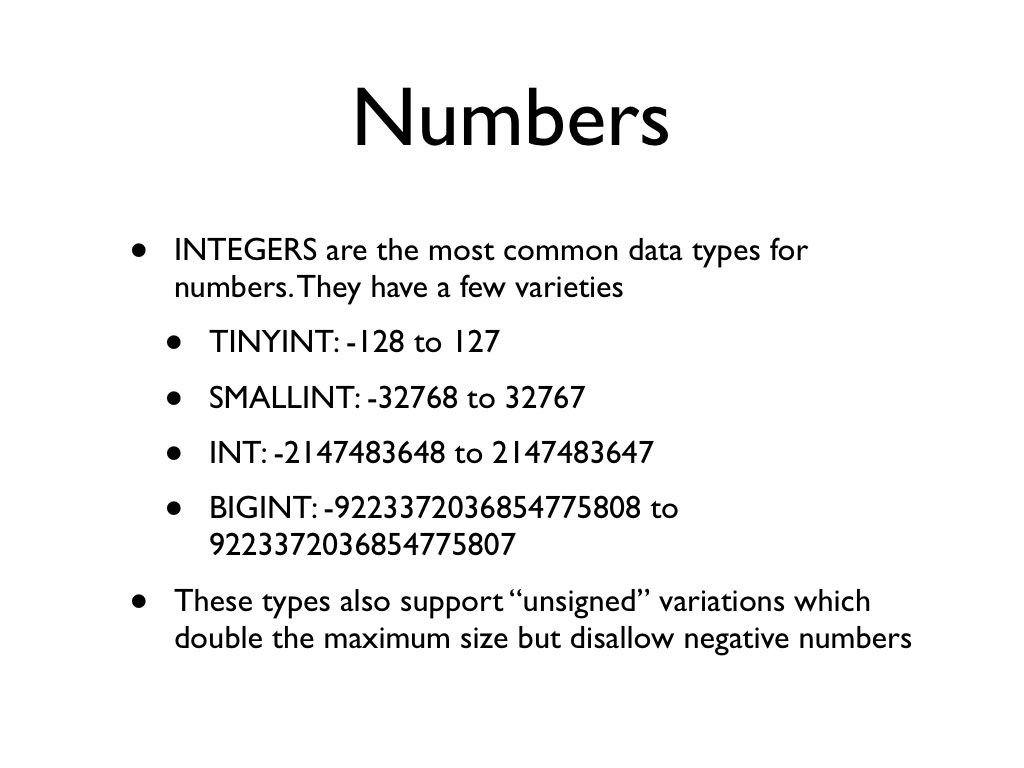 Numbers
• INTEGERS are the most common data types for
numbers. They have a few varieties
• TINYINT: -128 to 127
• SMALLINT: -32768 to 32767
• INT: -2147483648 to 2147483647
• BIGINT: -9223372036854775808 to
9223372036854775807
• These types also support “unsigned” variations which
double the maximum size but disallow negative numbers